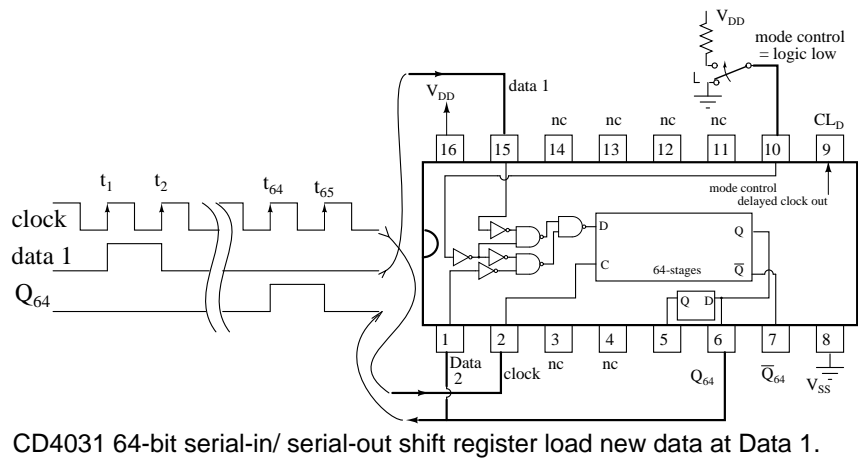 V_DD
mode control
= logic low
L
data 1
V_DD
nc
nc
nc
nc
CL_D
16
15
14
13
12
11
10
9
mode control
delayed clock out
t_1
t_2
t_64
t_65
clock
data 1
Q_64
D
Q
C
64-stages
Q̅
Q
D
1
2
3
4
5
6
7
8
Data
2
clock
nc
nc
Q_64
Q̅_64
V_SS
CD4031 64-bit serial-in/ serial-out shift register load new data at Data 1.